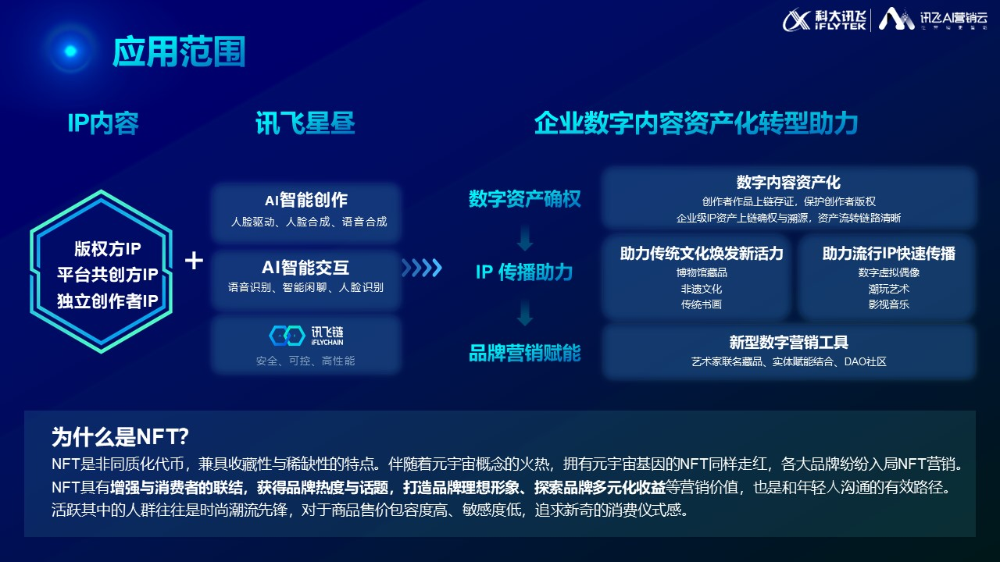 科大讯飞
iFLYTEK
讯飞AI营销云
应用范围
IP内容
讯飞星昼
企业数字内容资产化转型助力
版权方IP
平台共创方IP
独立创作者IP
+
AI智能创作
人脸驱动、人脸合成、语音合成
AI智能交互
语音识别、智能闲聊、人脸识别
讯飞链
iFLYCHAIN
安全、可控、高性能
数字资产确权
IP 传播助力
品牌营销赋能
数字内容资产化
创作者作品上链存证，保护创作者版权
企业级IP资产上链确权与溯源，资产流转链路清晰
助力传统文化焕发新活力
博物馆藏品
非遗文化
传统书画
助力流行IP快速传播
数字虚拟偶像
潮玩艺术
影视音乐
新型数字营销工具
艺术家联名藏品、实体赋能结合、DAO社区
为什么是NFT？
NFT是非同质化代币，兼具收藏性与稀缺性的特点。伴随着元宇宙概念的火热，拥有元宇宙基因的NFT同样走红，各大品牌纷纷入局NFT营销。
NFT具有增强与消费者的联结，获得品牌热度与话题，打造品牌理想形象、探索品牌多元化收益等营销价值，也是和年轻人沟通的有效路径。
活跃其中的人群往往是时尚潮流先锋，对于商品售价包容度高、敏感度低，追求新奇的消费仪式感。